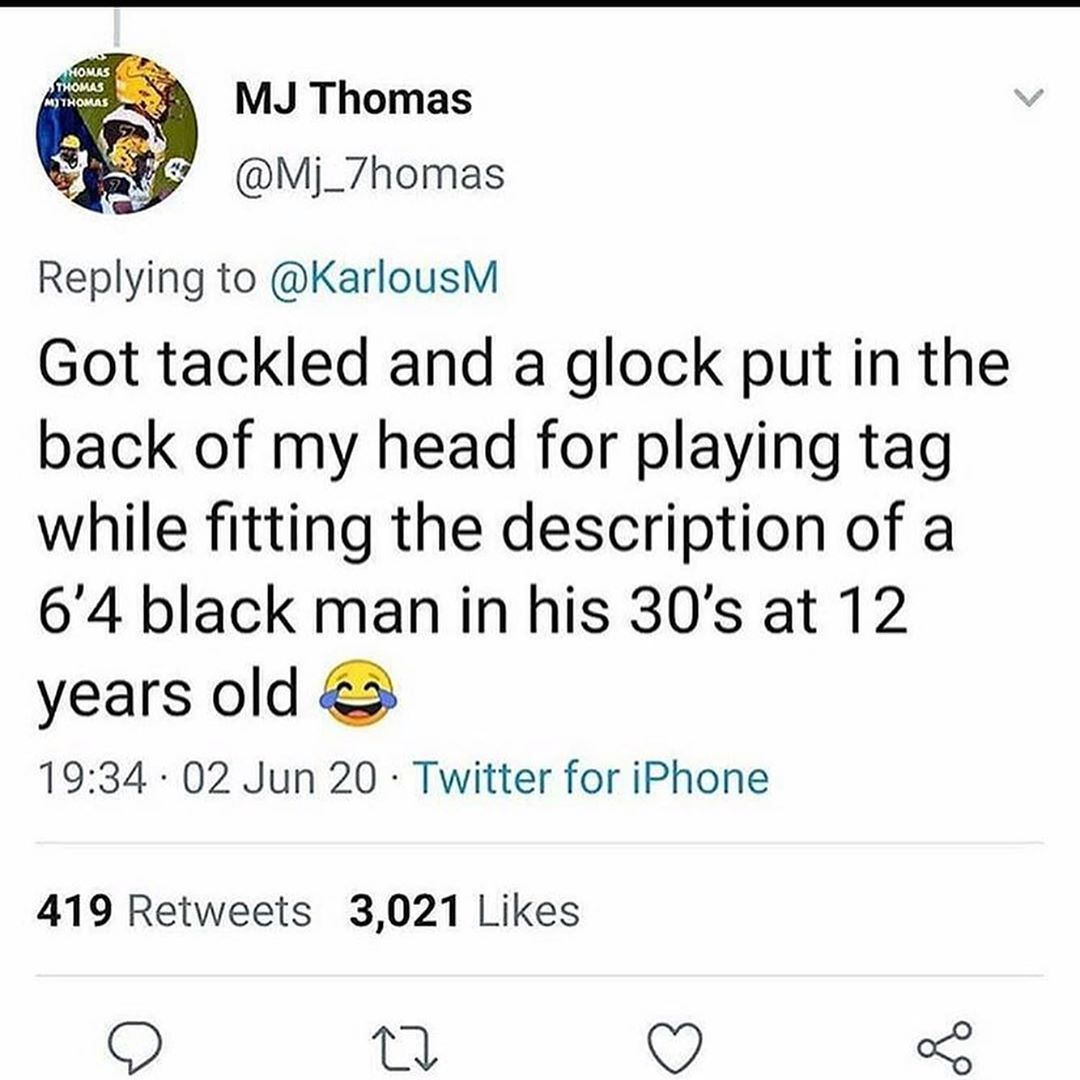 HOMAS
THOMAS
MJ THOMAS
MJ Thomas
@Mj_7homas
Replying to @KarlousM
Got tackled and a glock put in the
back of my head for playing tag
while fitting the description of a
6’4 black man in his 30’s at 12
years old 😂
19:34 · 02 Jun 20 · Twitter for iPhone
419 Retweets 3,021 Likes